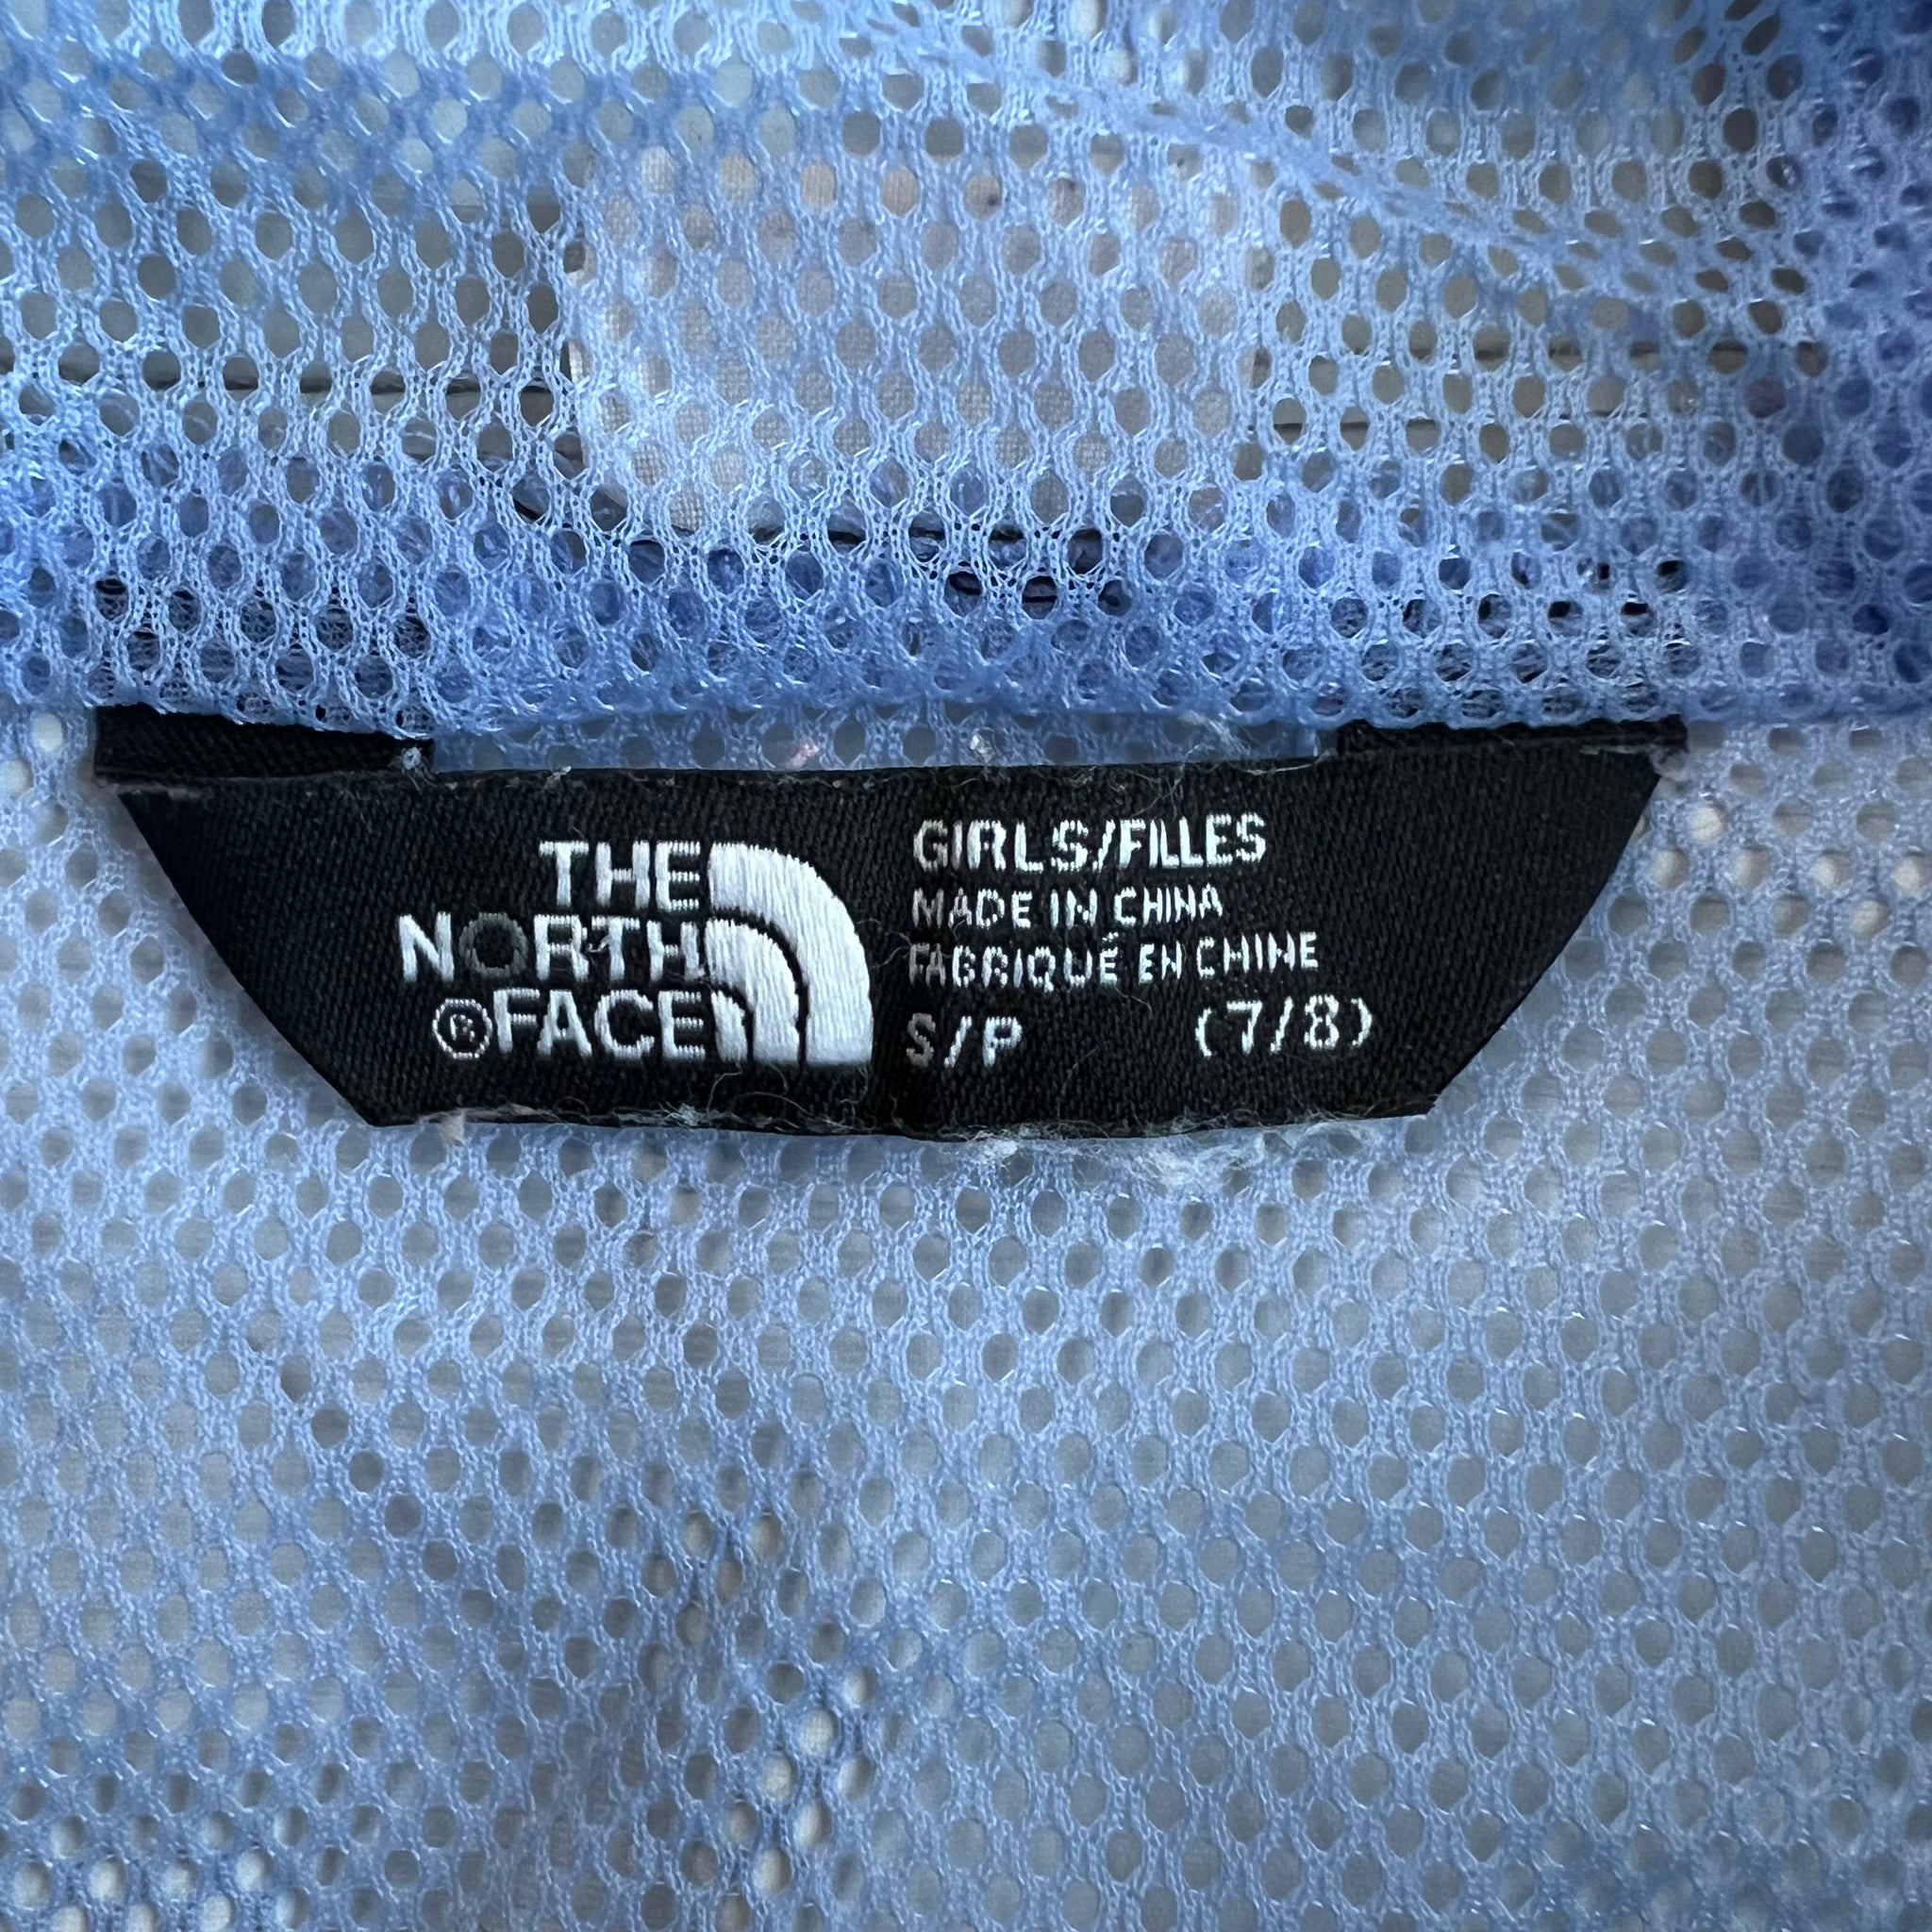 THE
NORTH
®FACE
GIRLS/FILLES
MADE IN CHINA
FABRIQUÉ EN CHINE
S/P (7/8)